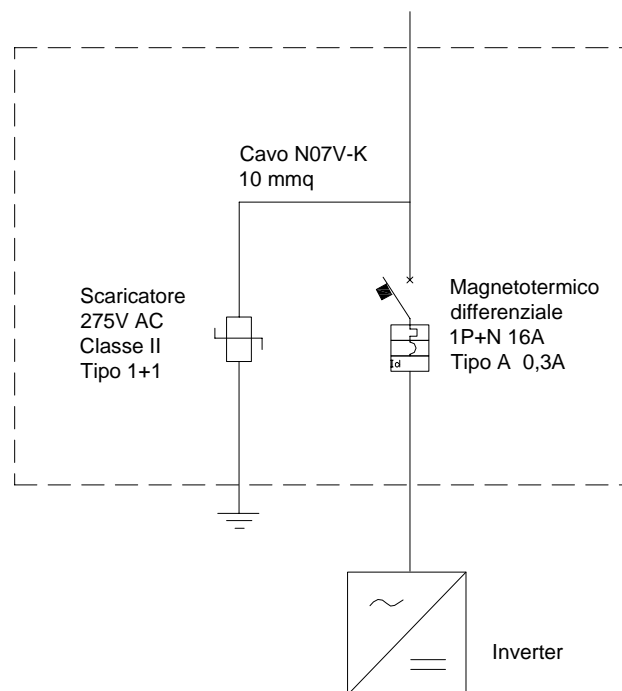 Cavo N07V-K
10 mmq
Scaricatore
275V AC
Classe II
Tipo 1+1
Magnetotermico
differenziale
1P+N 16A
Tipo A 0,3A
Id
Inverter